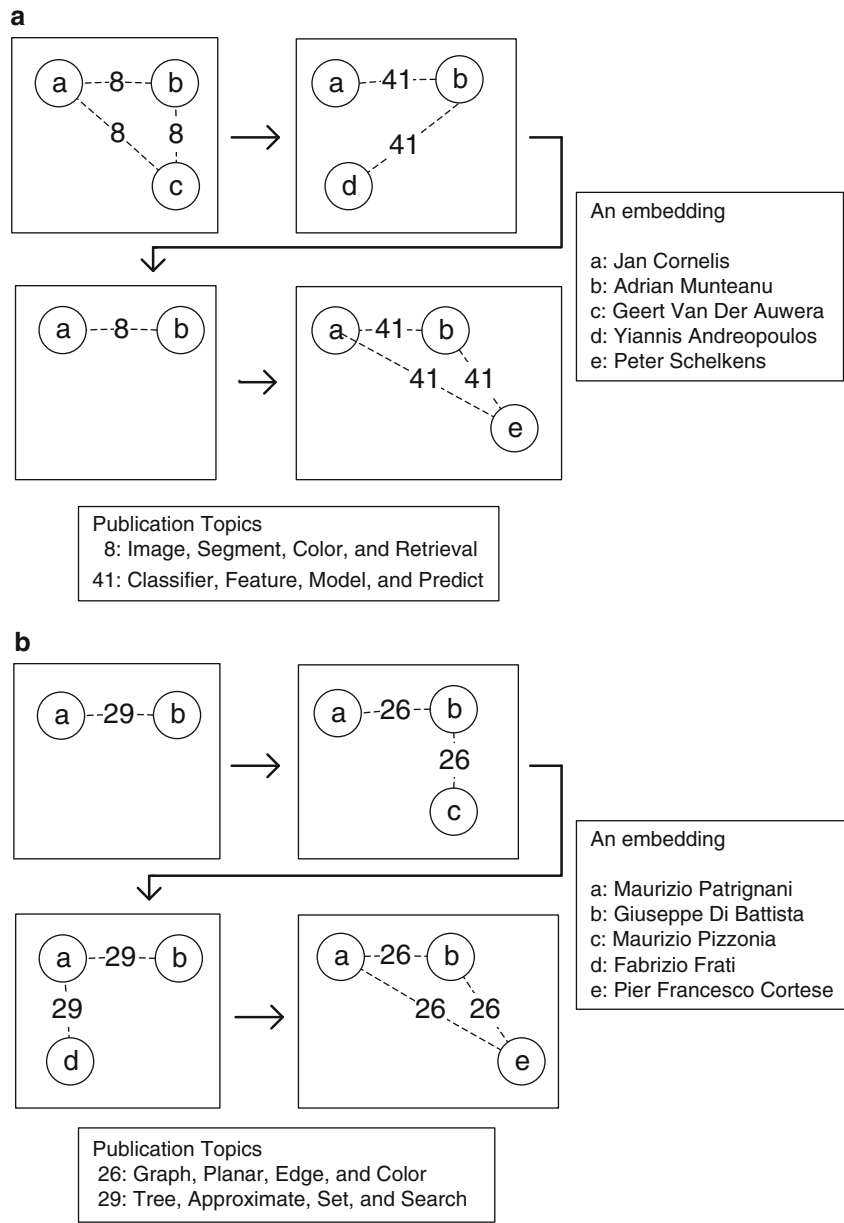 a
a 8 b
8 8
c
a 41 b
41
d
An embedding
a: Jan Cornelis
b: Adrian Munteanu
c: Geert Van Der Auwera
d: Yiannis Andreopoulos
e: Peter Schelkens
a 8 b
a 41 b
41 41
e
Publication Topics
8: Image, Segment, Color, and Retrieval
41: Classifier, Feature, Model, and Predict
b
a 29 b
a 26 b
26
c
An embedding
a: Maurizio Patrignani
b: Giuseppe Di Battista
c: Maurizio Pizzonia
d: Fabrizio Frati
e: Pier Francesco Cortese
a 29 b
29
d
a 26 b
26 26
e
Publication Topics
26: Graph, Planar, Edge, and Color
29: Tree, Approximate, Set, and Search